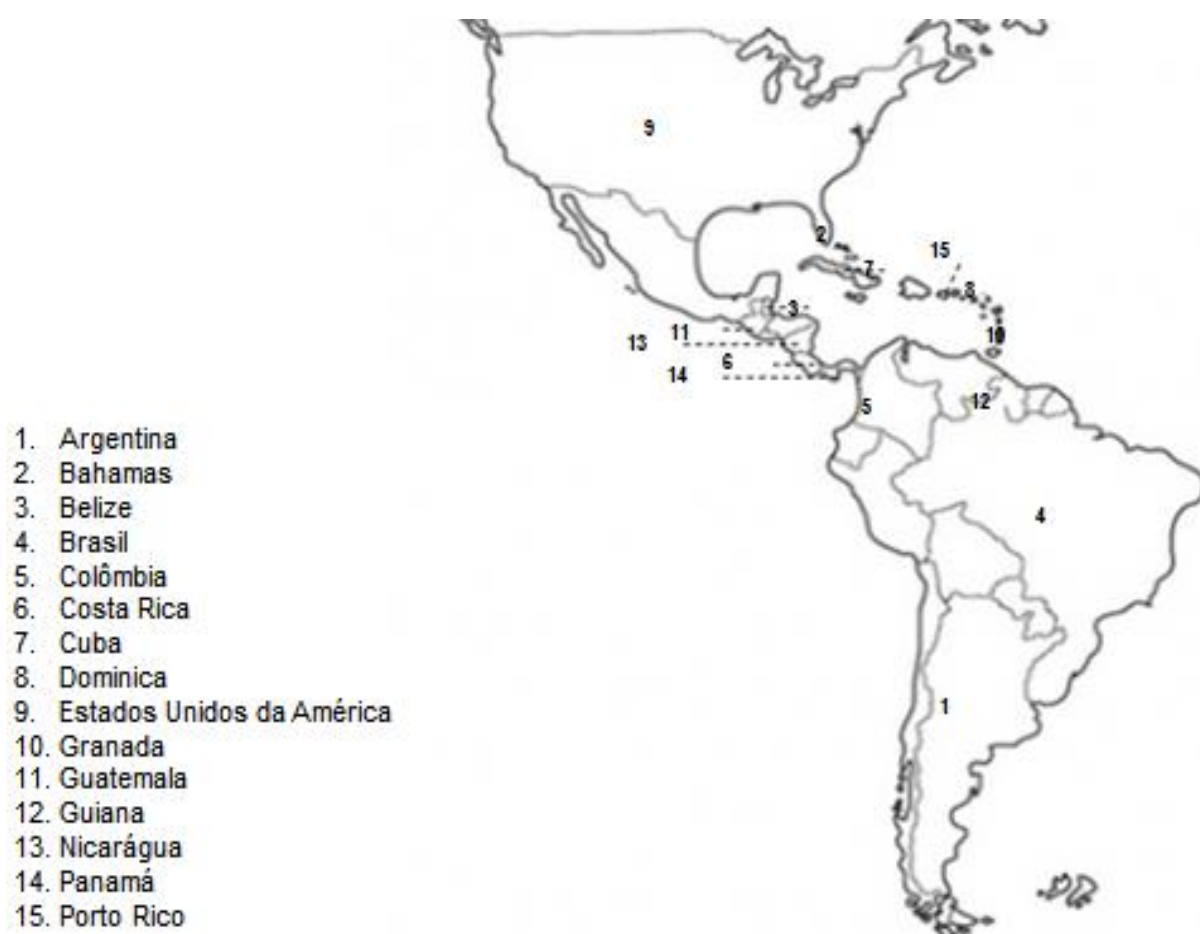 1. Argentina
2. Bahamas
3. Belize
4. Brasil
5. Colômbia
6. Costa Rica
7. Cuba
8. Dominica
9. Estados Unidos da América
10. Granada
11. Guatemala
12. Guiana
13. Nicarágua
14. Panamá
15. Porto Rico
9
2
15
7
8
3
11
13
10
6
14
12
5
4
1